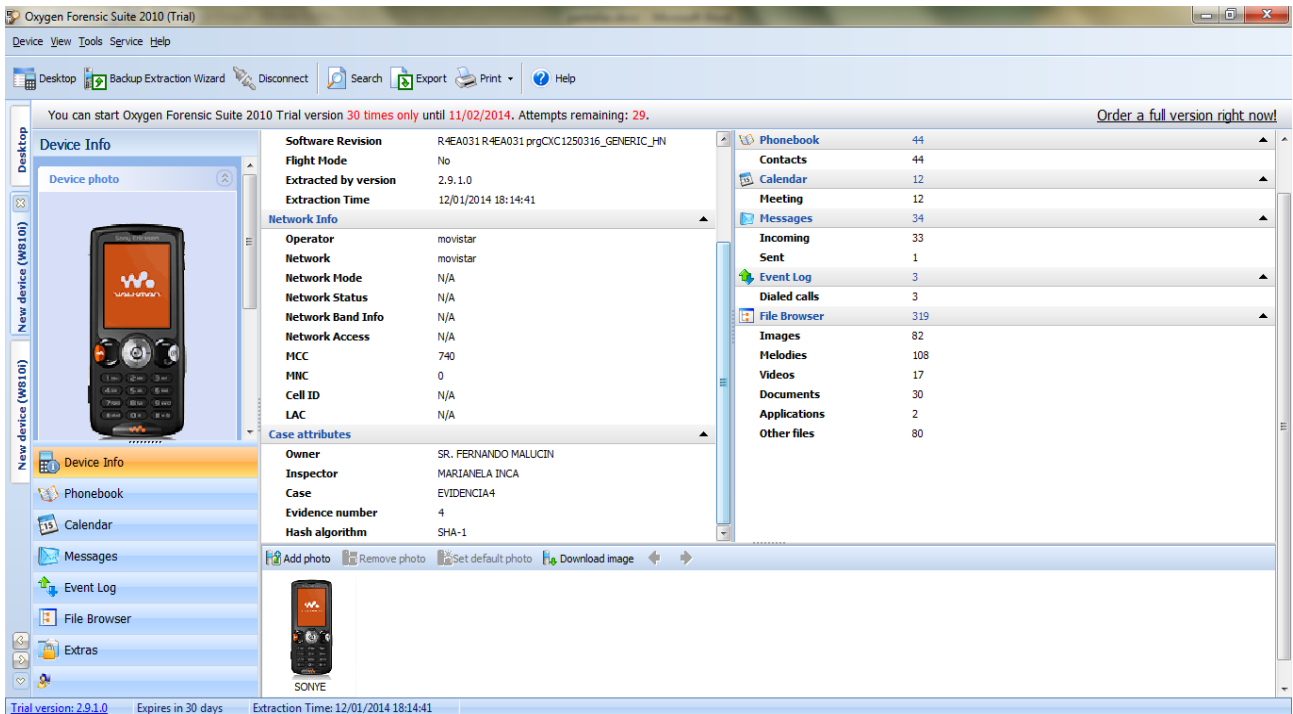 Oxygen Forensic Suite 2010 (Trial)
Device View Tools Service Help
Desktop Backup Extraction Wizard Disconnect Search Export Print Help
You can start Oxygen Forensic Suite 2010 Trial version 30 times only until 11/02/2014. Attempts remaining: 29. Order a full version right now!
Desktop
New device (W810i)
New device (W810i)
Device Info
Device photo
Sony Ericsson
WALKMAN
Device Info
Phonebook
Calendar
Messages
Event Log
File Browser
Extras
Software Revision R4EA031 R4EA031 prgCXC1250316_GENERIC_HN
Flight Mode No
Extracted by version 2.9.1.0
Extraction Time 12/01/2014 18:14:41
Network Info
Operator movistar
Network movistar
Network Mode N/A
Network Status N/A
Network Band Info N/A
Network Access N/A
MCC 740
MNC 0
Cell ID N/A
LAC N/A
Case attributes
Owner SR. FERNANDO MALUCIN
Inspector MARIANELA INCA
Case EVIDENCIA4
Evidence number 4
Hash algorithm SHA-1
Phonebook 44
Contacts 44
Calendar 12
Meeting 12
Messages 34
Incoming 33
Sent 1
Event Log 3
Dialed calls 3
File Browser 319
Images 82
Melodies 108
Videos 17
Documents 30
Applications 2
Other files 80
Add photo Remove photo Set default photo Download image
SONYE
Trial version: 2.9.1.0 Expires in 30 days Extraction Time: 12/01/2014 18:14:41